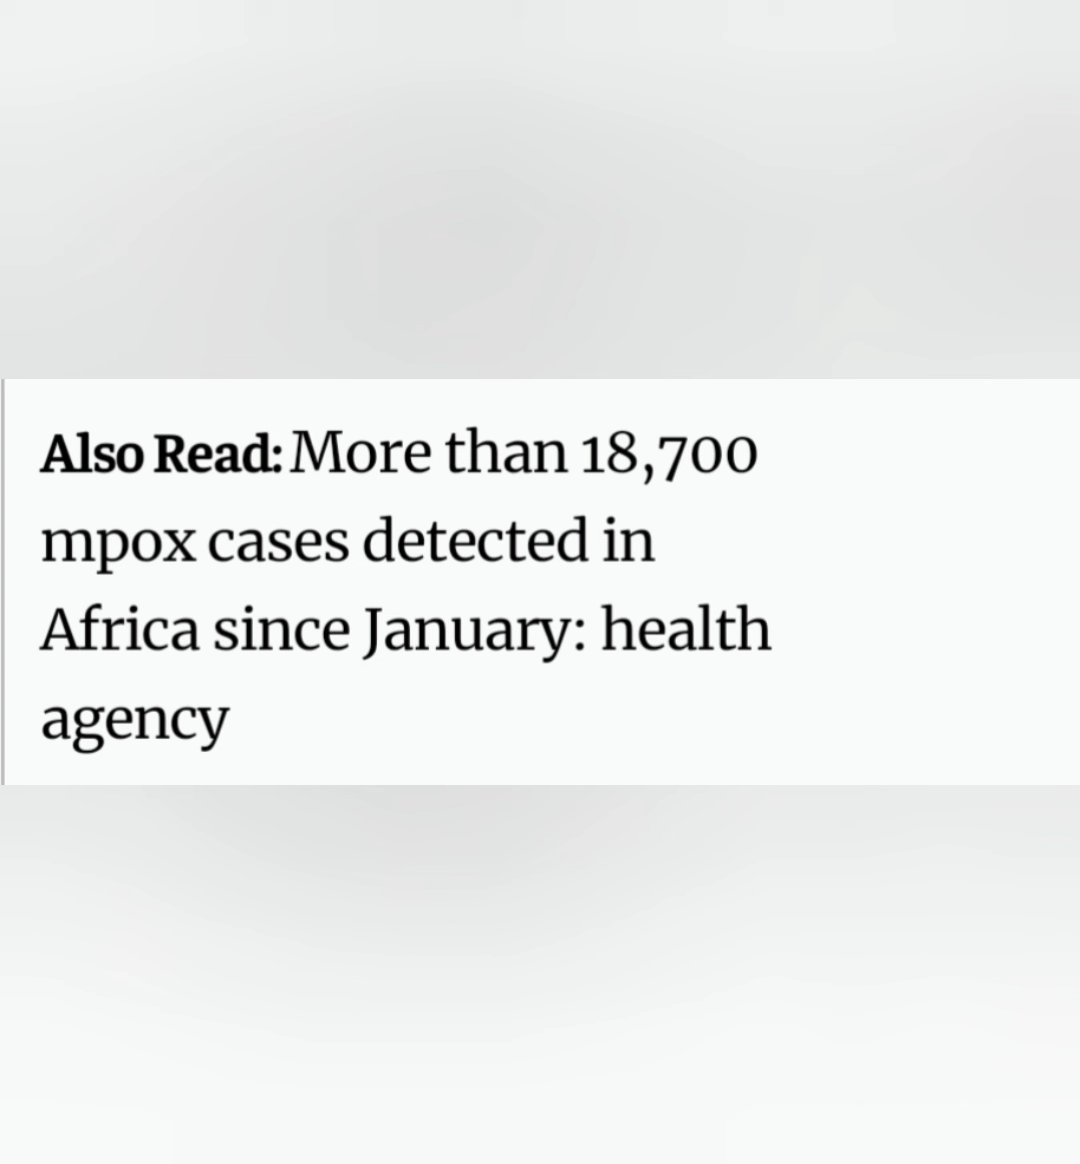 Also Read: More than 18,700
mpox cases detected in
Africa since January: health
agency